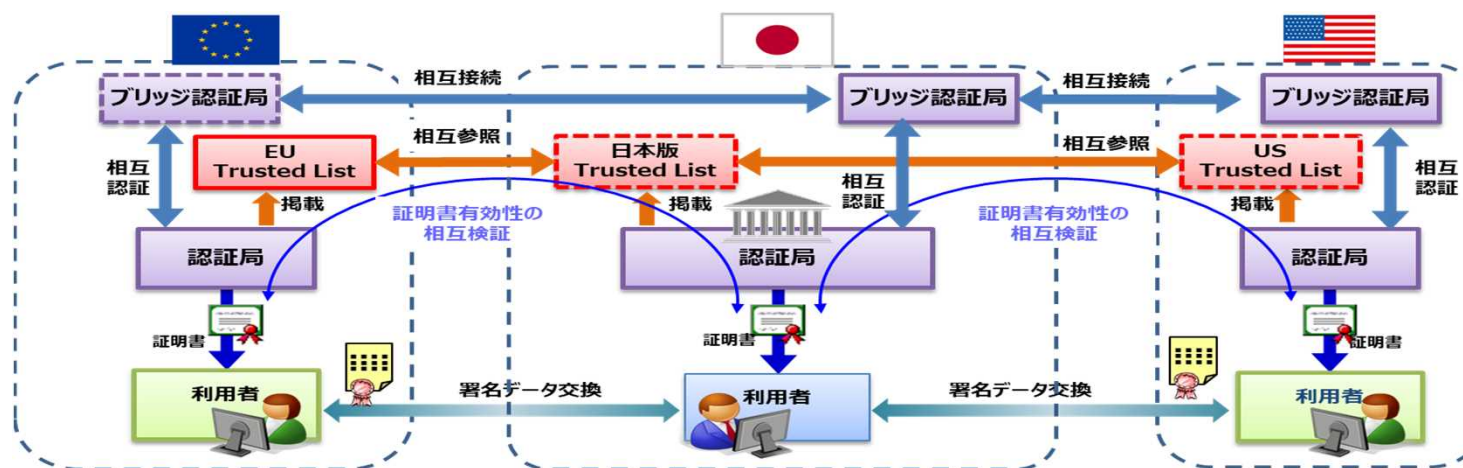 相互接続
相互接続
ブリッジ認証局
ブリッジ認証局
ブリッジ認証局
EU
Trusted List
相互参照
日本版
Trusted List
相互参照
US
Trusted List
相互
認証
掲載
掲載
相互
認証
掲載
相互
認証
証明書有効性の
相互検証
証明書有効性の
相互検証
認証局
認証局
認証局
証明書
証明書
証明書
利用者
署名データ交換
利用者
署名データ交換
利用者